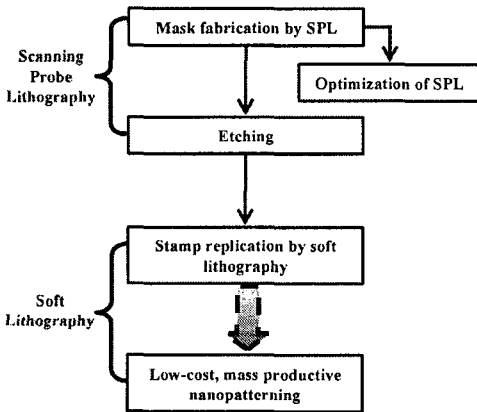 Mask fabrication by SPL
Scanning
Probe
Lithography
Optimization of SPL
Etching
Stamp replication by soft
lithography
Soft
Lithography
Low-cost, mass productive
nanopatterning